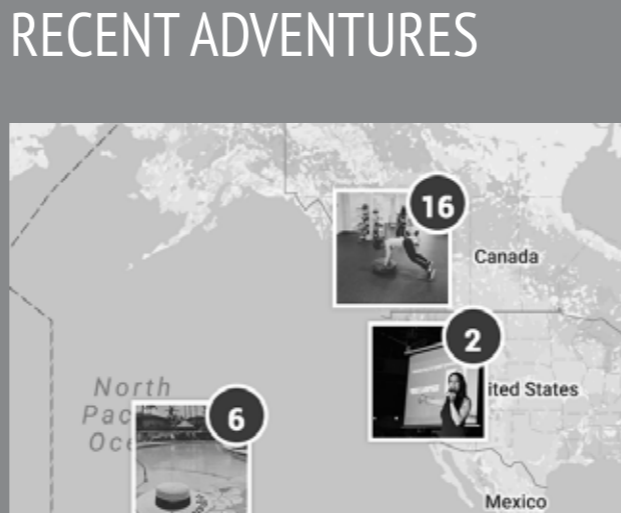 RECENT ADVENTURES
16
Canada
2
ited States
North
Pac
Oce
6
Mexico